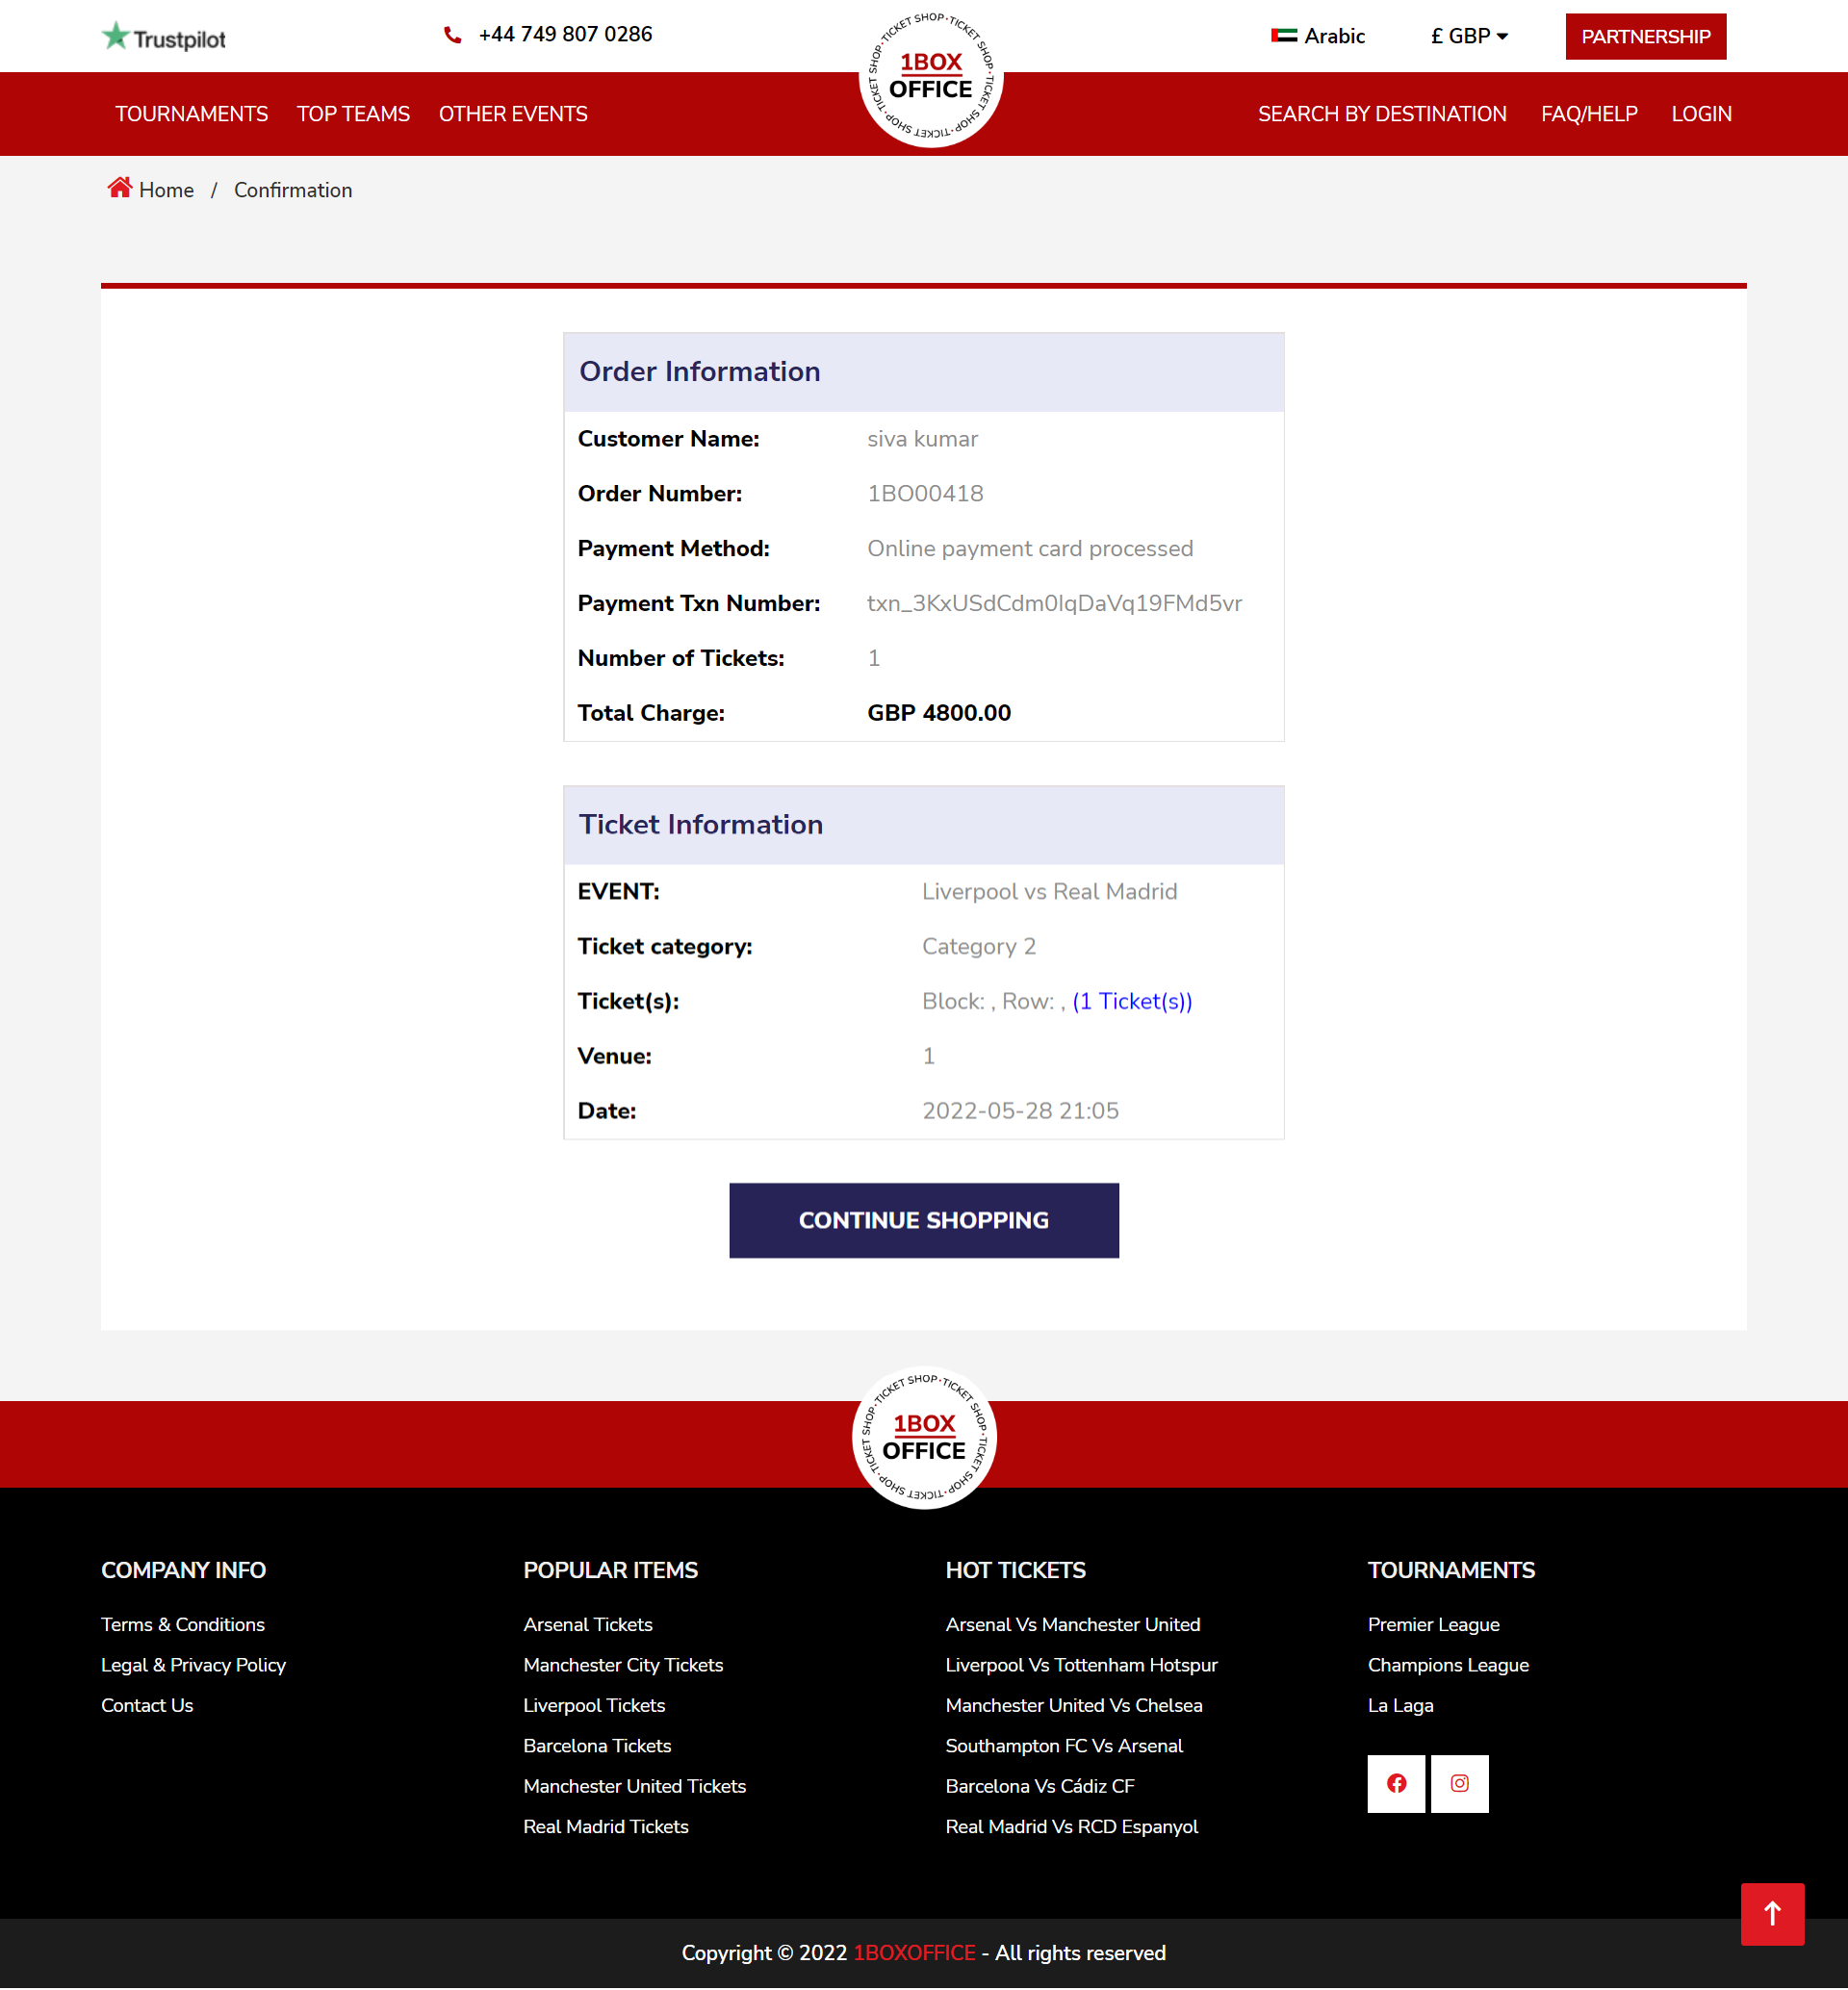 Trustpilot
+44 749 807 0286
TICKET SHOP · TICKET SHOP · TICKET SHOP · TICKET SHOP · TICKET SHOP ·
1BOX
OFFICE
Arabic
£ GBP
PARTNERSHIP
TOURNAMENTS TOP TEAMS OTHER EVENTS
SEARCH BY DESTINATION FAQ/HELP LOGIN
Home / Confirmation
Order Information
Customer Name: siva kumar
Order Number: 1BO00418
Payment Method: Online payment card processed
Payment Txn Number: txn_3KxUSdCdm0lqDaVq19FMd5vr
Number of Tickets: 1
Total Charge: GBP 4800.00
Ticket Information
EVENT: Liverpool vs Real Madrid
Ticket category: Category 2
Ticket(s): Block: , Row: , (1 Ticket(s))
Venue: 1
Date: 2022-05-28 21:05
CONTINUE SHOPPING
TICKET SHOP · TICKET SHOP · TICKET SHOP · TICKET SHOP · TICKET SHOP ·
1BOX
OFFICE
COMPANY INFO
Terms & Conditions
Legal & Privacy Policy
Contact Us
POPULAR ITEMS
Arsenal Tickets
Manchester City Tickets
Liverpool Tickets
Barcelona Tickets
Manchester United Tickets
Real Madrid Tickets
HOT TICKETS
Arsenal Vs Manchester United
Liverpool Vs Tottenham Hotspur
Manchester United Vs Chelsea
Southampton FC Vs Arsenal
Barcelona Vs Cádiz CF
Real Madrid Vs RCD Espanyol
TOURNAMENTS
Premier League
Champions League
La Laga
Copyright © 2022 1BOXOFFICE - All rights reserved